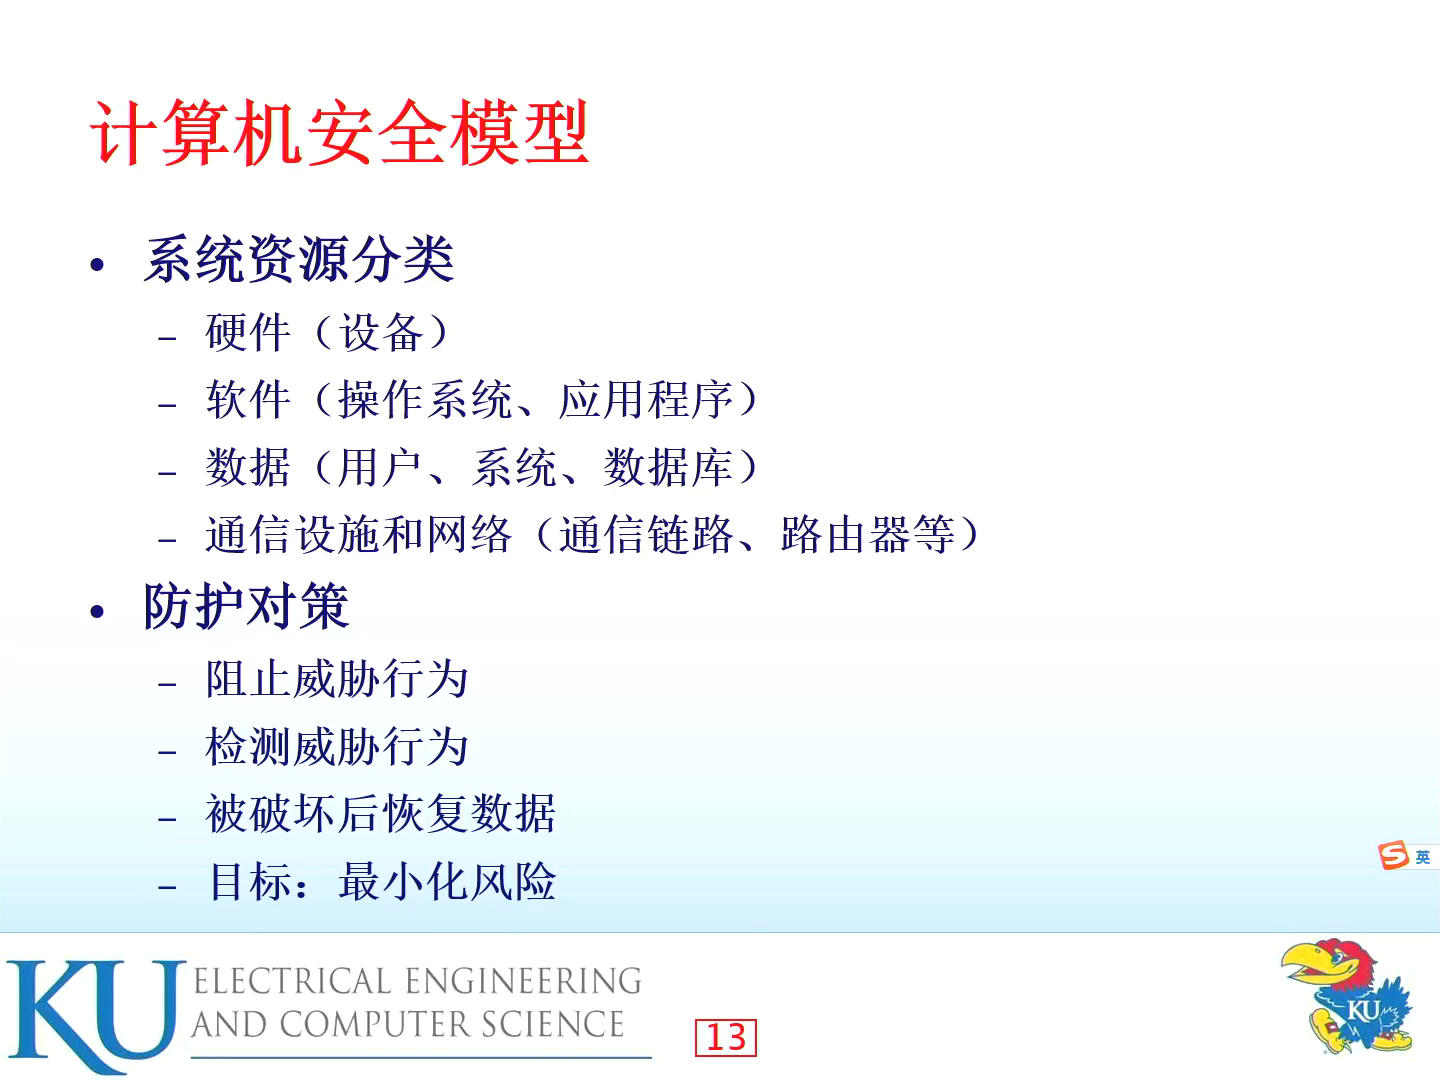 计算机安全模型
• 系统资源分类
– 硬件（设备）
– 软件（操作系统、应用程序）
– 数据（用户、系统、数据库）
– 通信设施和网络（通信链路、路由器等）
• 防护对策
– 阻止威胁行为
– 检测威胁行为
– 被破坏后恢复数据
– 目标：最小化风险
S 英
KU ELECTRICAL ENGINEERING
AND COMPUTER SCIENCE
13
KU